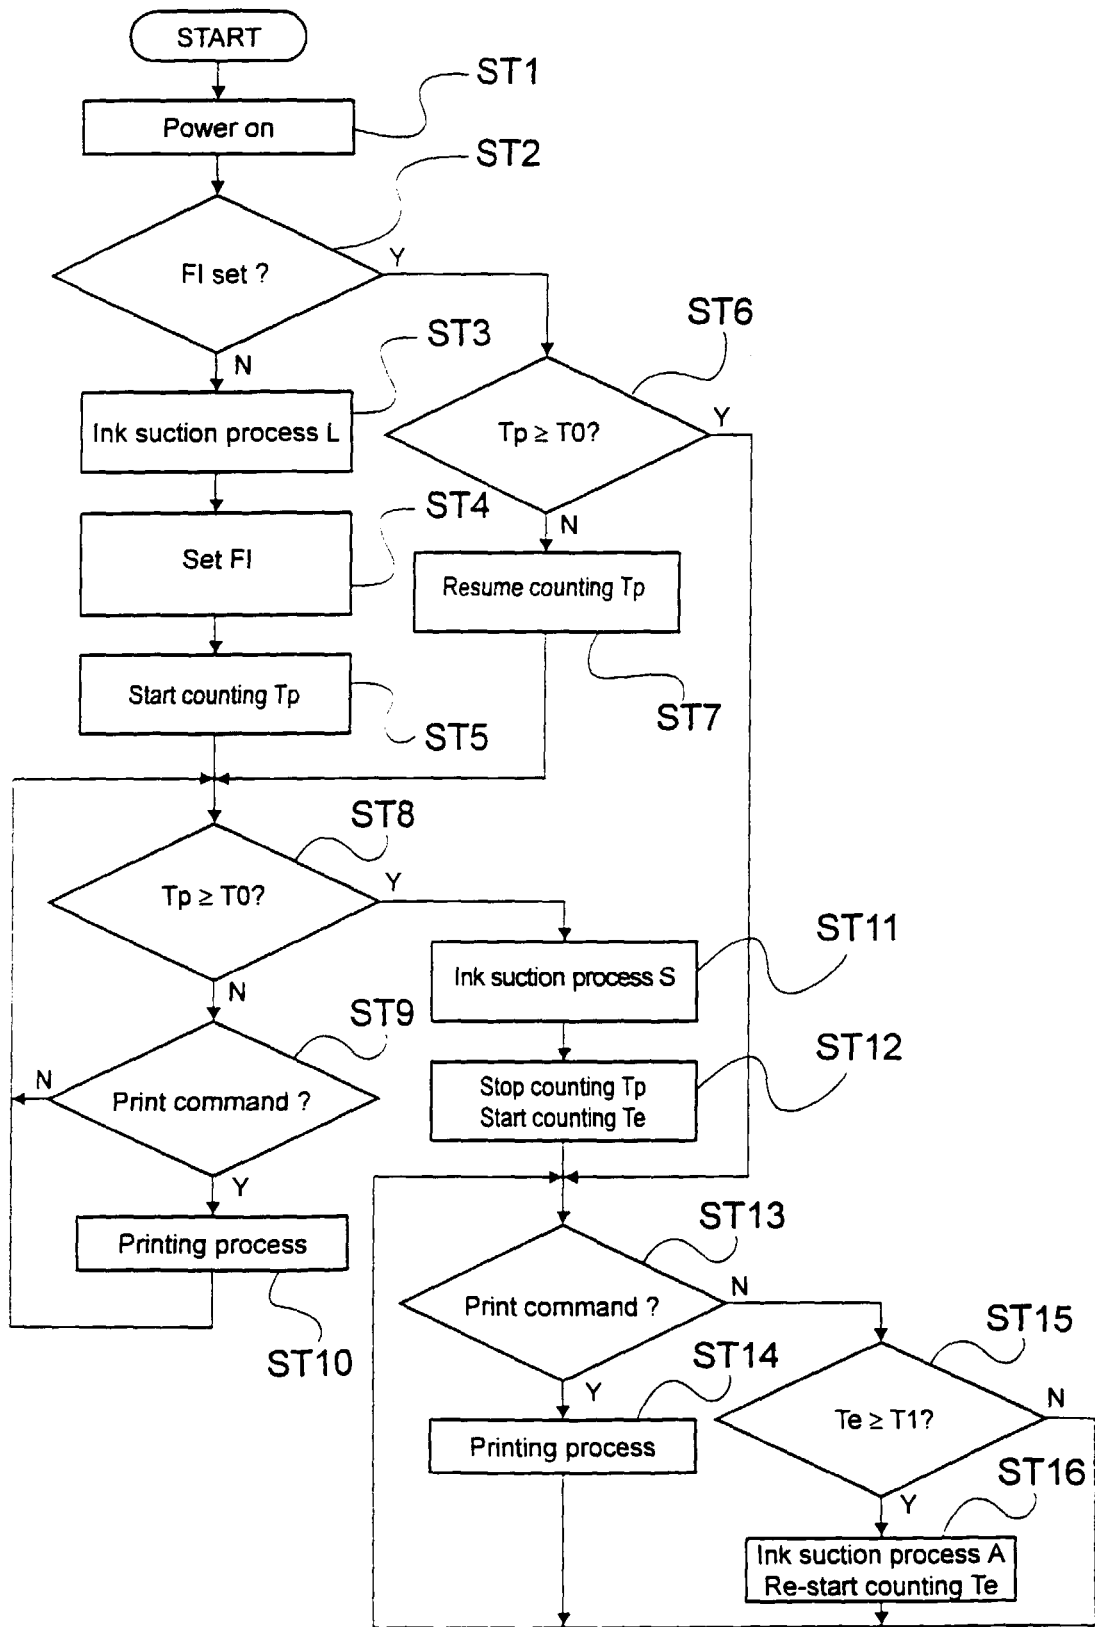 START
ST1
Power on
ST2
FI set ?
Y
N
ST3
ST6
Ink suction process L
Tp ≥ T0?
Y
N
ST4
Set FI
Resume counting Tp
ST7
Start counting Tp
ST5
ST8
Tp ≥ T0?
Y
N
ST11
Ink suction process S
ST9
Print command ?
N
Y
ST12
Stop counting Tp
Start counting Te
Printing process
ST10
ST13
Print command ?
N
Y
ST14
Printing process
ST15
Te ≥ T1?
N
Y
ST16
Ink suction process A
Re-start counting Te